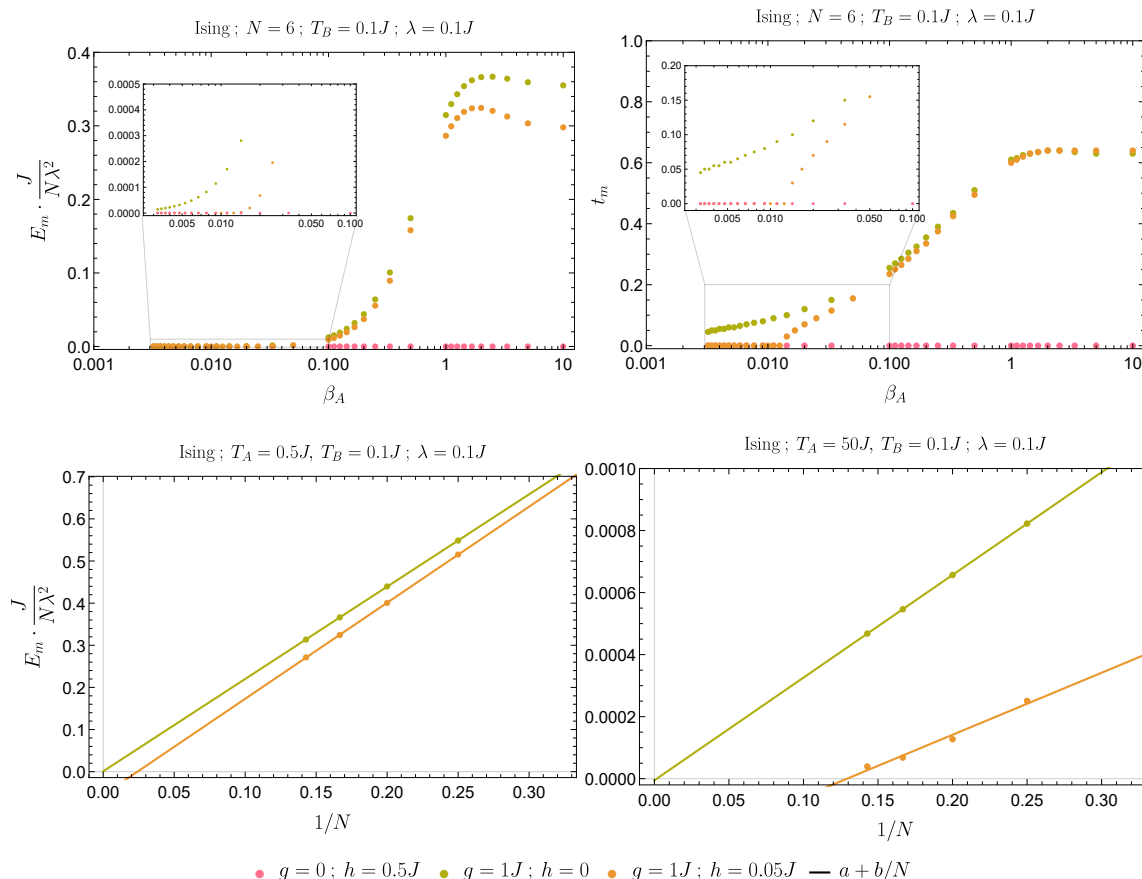 Ising ; N = 6 ; T_B = 0.1J ; λ = 0.1J
E_m · J/(Nλ²)
0.4
0.3
0.2
0.1
0.0
0.0005
0.0004
0.0003
0.0002
0.0001
0.0000
0.005 0.010 0.050 0.100
0.001 0.010 0.100 1 10
β_A
Ising ; N = 6 ; T_B = 0.1J ; λ = 0.1J
t_m
1.0
0.8
0.6
0.4
0.2
0.0
0.20
0.15
0.10
0.05
0.00
0.005 0.010 0.050 0.100
0.001 0.010 0.100 1 10
β_A
Ising ; T_A = 0.5J, T_B = 0.1J ; λ = 0.1J
E_m · J/(Nλ²)
0.7
0.6
0.5
0.4
0.3
0.2
0.1
0.0
0.00 0.05 0.10 0.15 0.20 0.25 0.30
1/N
Ising ; T_A = 50J, T_B = 0.1J ; λ = 0.1J
0.0010
0.0008
0.0006
0.0004
0.0002
0.0000
0.00 0.05 0.10 0.15 0.20 0.25 0.30
1/N
g = 0 ; h = 0.5J g = 1J ; h = 0 g = 1J ; h = 0.05J a + b/N